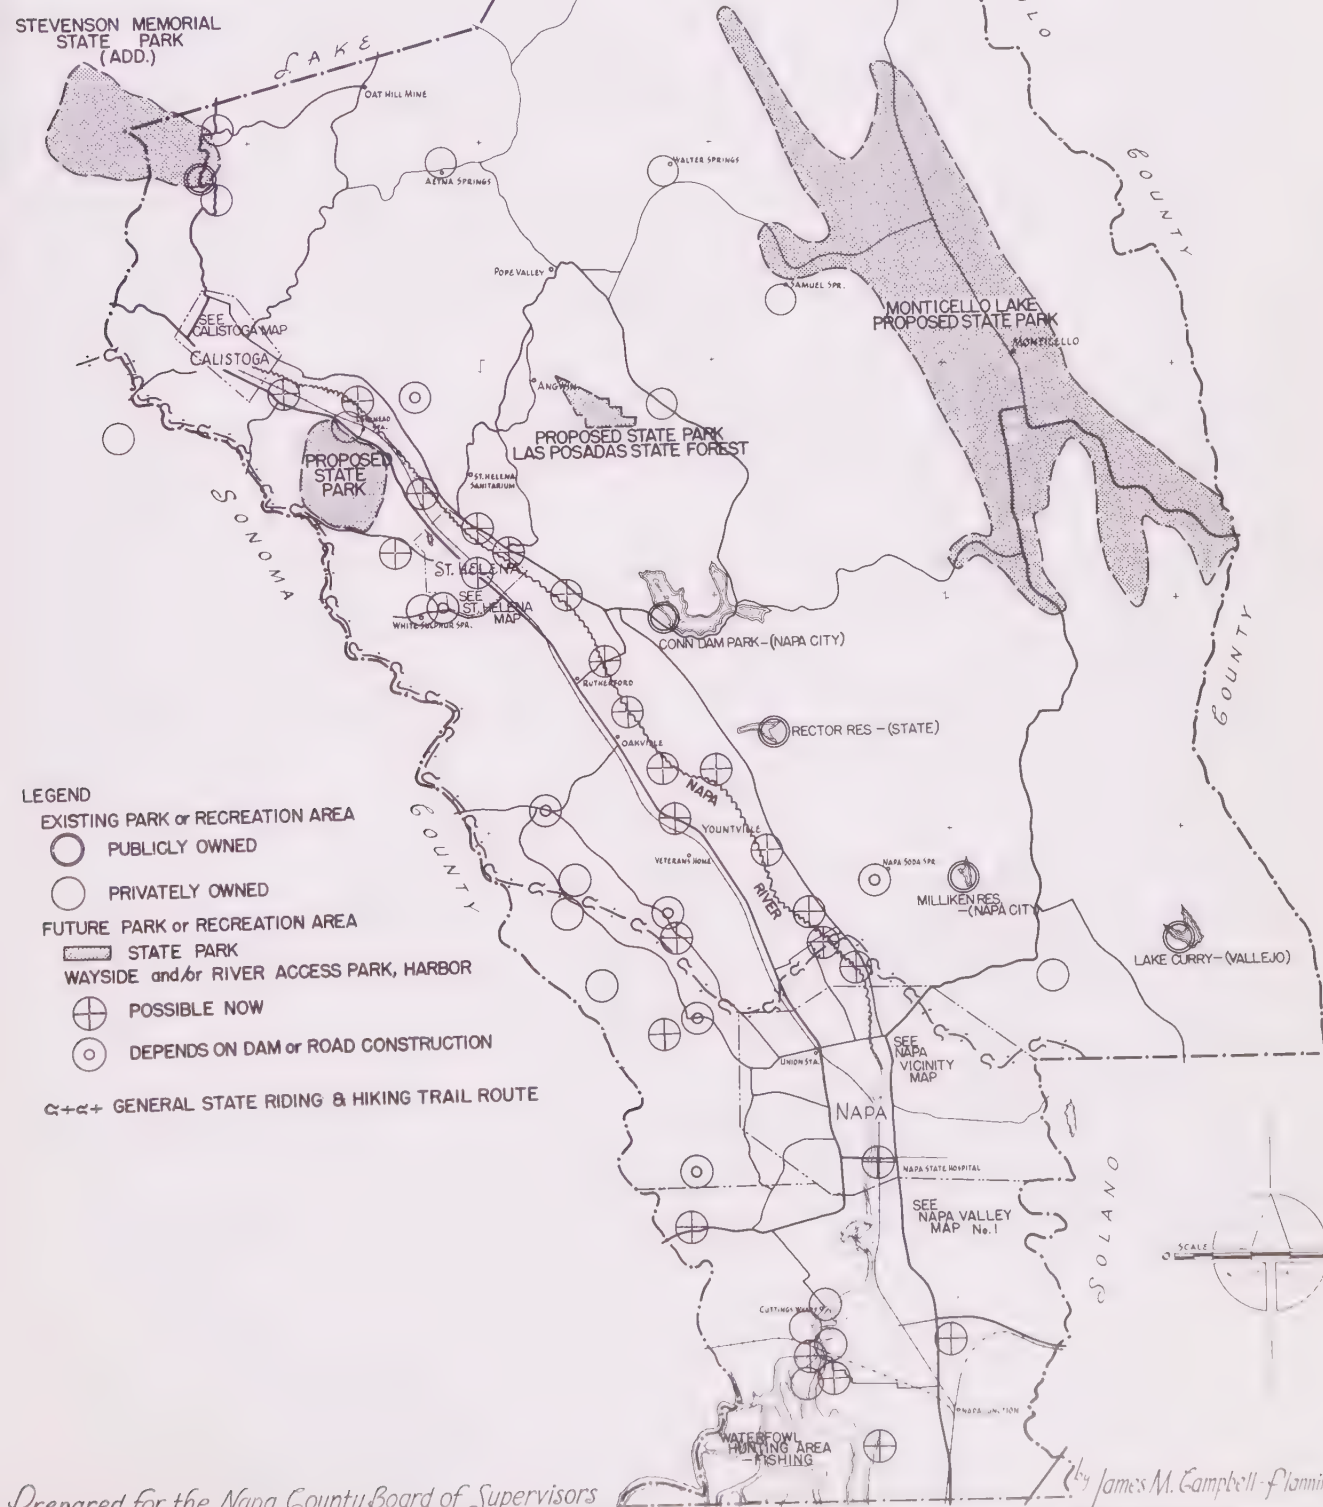 STEVENSON MEMORIAL
STATE PARK
(ADD.)
LAKE
OLO
COUNTY
OAT HILL MINE
AETNA SPRINGS
WALTER SPRINGS
POPE VALLEY
SAMUEL SPR.
MONTICELLO LAKE
PROPOSED STATE PARK
MONTICELLO
SEE
CALISTOGA MAP
CALISTOGA
ANGWIN
PROPOSED STATE PARK
LAS POSADAS STATE FOREST
PROPOSED
STATE
PARK
ST. HELENA
SANITARIUM
SONOMA
ST. HELENA
SEE
ST. HELENA
MAP
WHITE SULPHUR SPR.
CONN DAM PARK-(NAPA CITY)
RUTHERFORD
COUNTY
RECTOR RES - (STATE)
OAKVILLE
NAPA
YOUNTVILLE
VETERANS HOME
RIVER
NAPA SODA SPR
MILLIKEN RES.
-(NAPA CITY)
LAKE CURRY-(VALLEJO)
COUNTY
LEGEND
EXISTING PARK or RECREATION AREA
PUBLICLY OWNED
PRIVATELY OWNED
FUTURE PARK or RECREATION AREA
STATE PARK
WAYSIDE and/or RIVER ACCESS PARK, HARBOR
POSSIBLE NOW
DEPENDS ON DAM or ROAD CONSTRUCTION
GENERAL STATE RIDING & HIKING TRAIL ROUTE
UNION STA.
SEE
NAPA
VICINITY
MAP
NAPA
NAPA STATE HOSPITAL
SEE
NAPA VALLEY
MAP No. 1
SOLANO
SCALE
0
CUTTINGS WHARF
NAPA JUNCTION
WATERFOWL
HUNTING AREA
-FISHING
Prepared for the Napa County Board of Supervisors
by James M. Campbell - Plannin